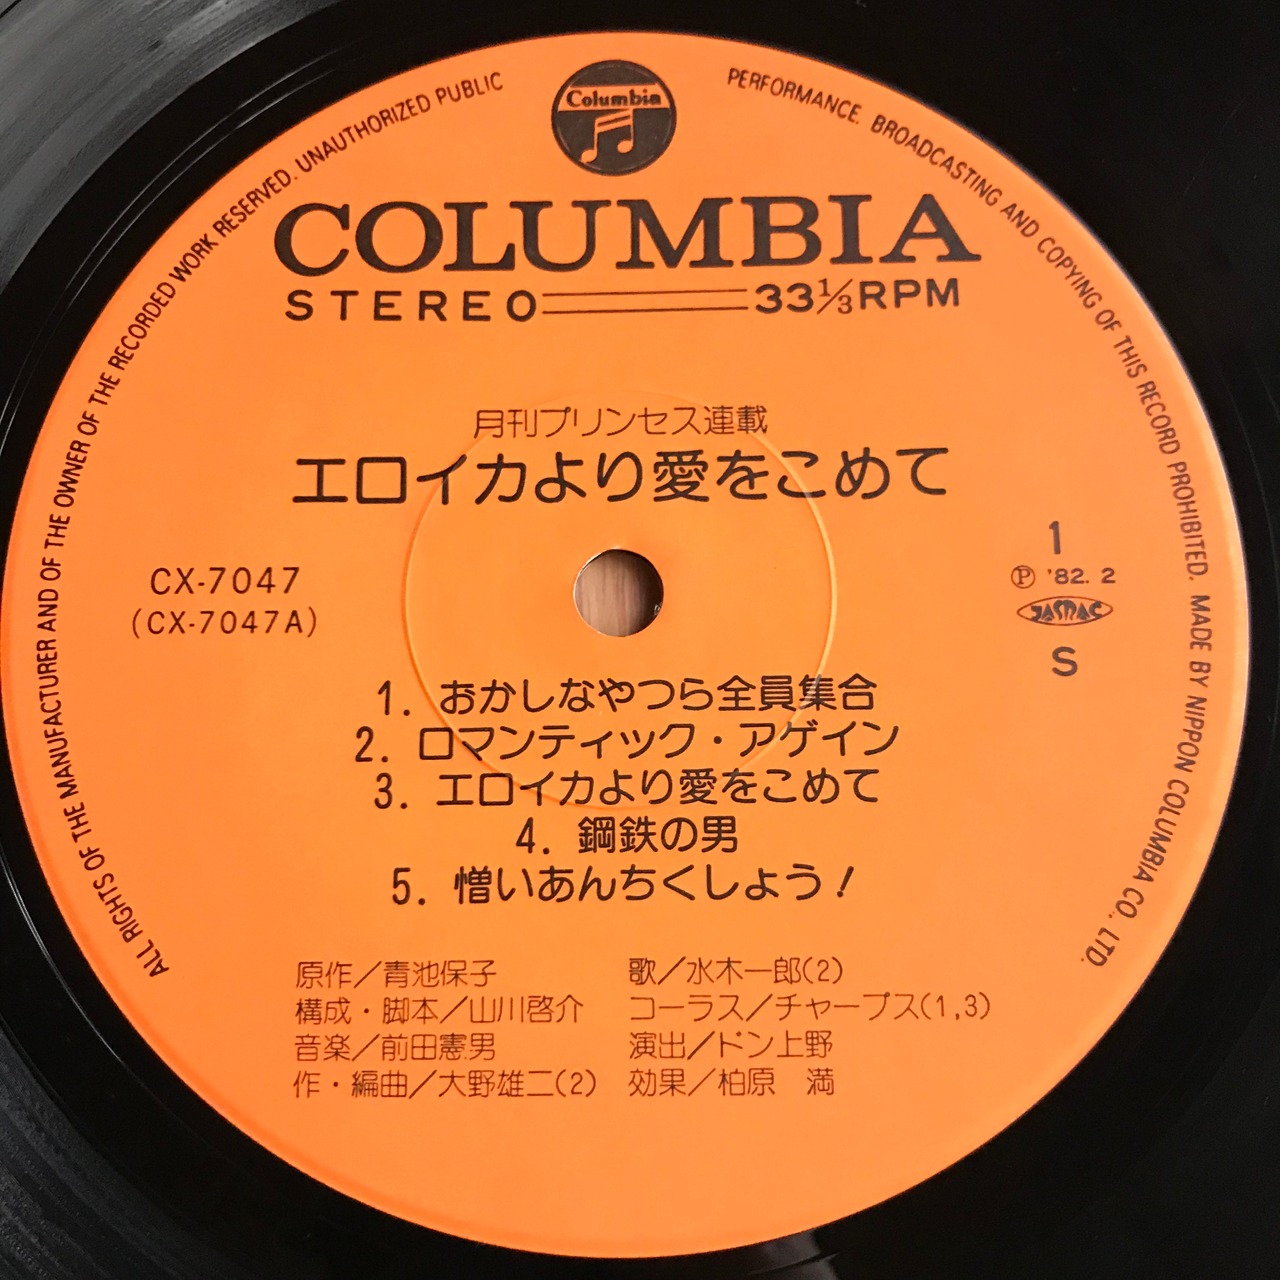 ALL RIGHTS OF THE MANUFACTURER AND OF THE OWNER OF THE RECORDED WORK RESERVED. UNAUTHORIZED PUBLIC PERFORMANCE. BROADCASTING AND COPYING OF THIS RECORD PROHIBITED. MADE BY NIPPON COLUMBIA CO., LTD.
Columbia
COLUMBIA
STEREO 33⅓RPM
月刊プリンセス連載
エロイカより愛をこめて
CX-7047
(CX-7047A)
1
Ⓟ '82. 2
JASRAC
S
1. おかしなやつら全員集合
2. ロマンティック・アゲイン
3. エロイカより愛をこめて
4. 鋼鉄の男
5. 憎いあんちくしょう!
原作/青池保子
構成・脚本/山川啓介
音楽/前田憲男
作・編曲/大野雄二(2)
歌/水木一郎(2)
コーラス/チャープス(1,3)
演出/ドン上野
効果/柏原 満